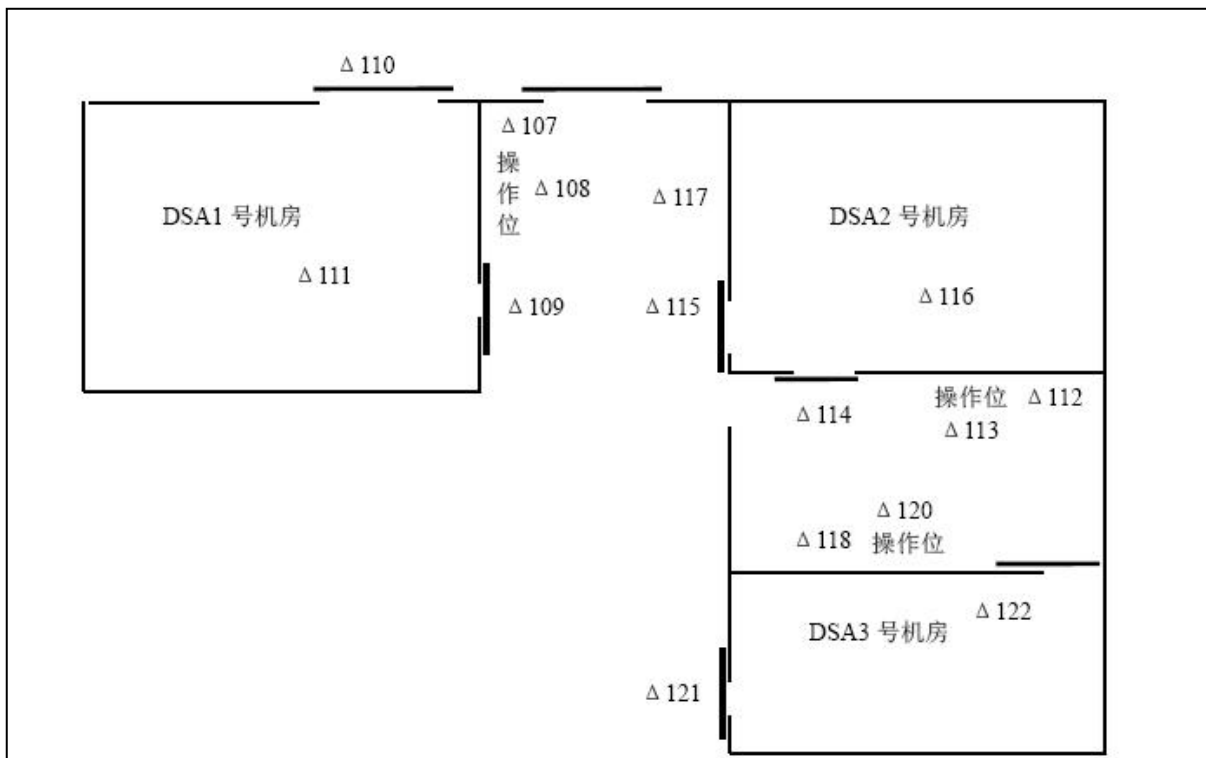 Δ 110
Δ 107
操作位
Δ 108
Δ 117
DSA1 号机房
DSA2 号机房
Δ 111
Δ 109
Δ 115
Δ 116
操作位 Δ 112
Δ 114
Δ 113
Δ 120
Δ 118 操作位
Δ 122
DSA3 号机房
Δ 121